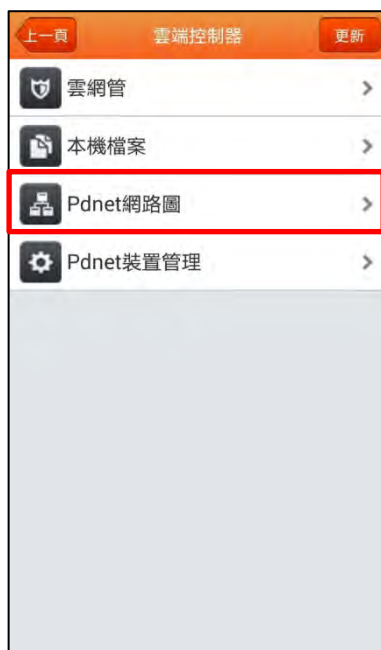 上一頁
雲端控制器
更新
雲網管
本機檔案
Pdnet網路圖
Pdnet裝置管理